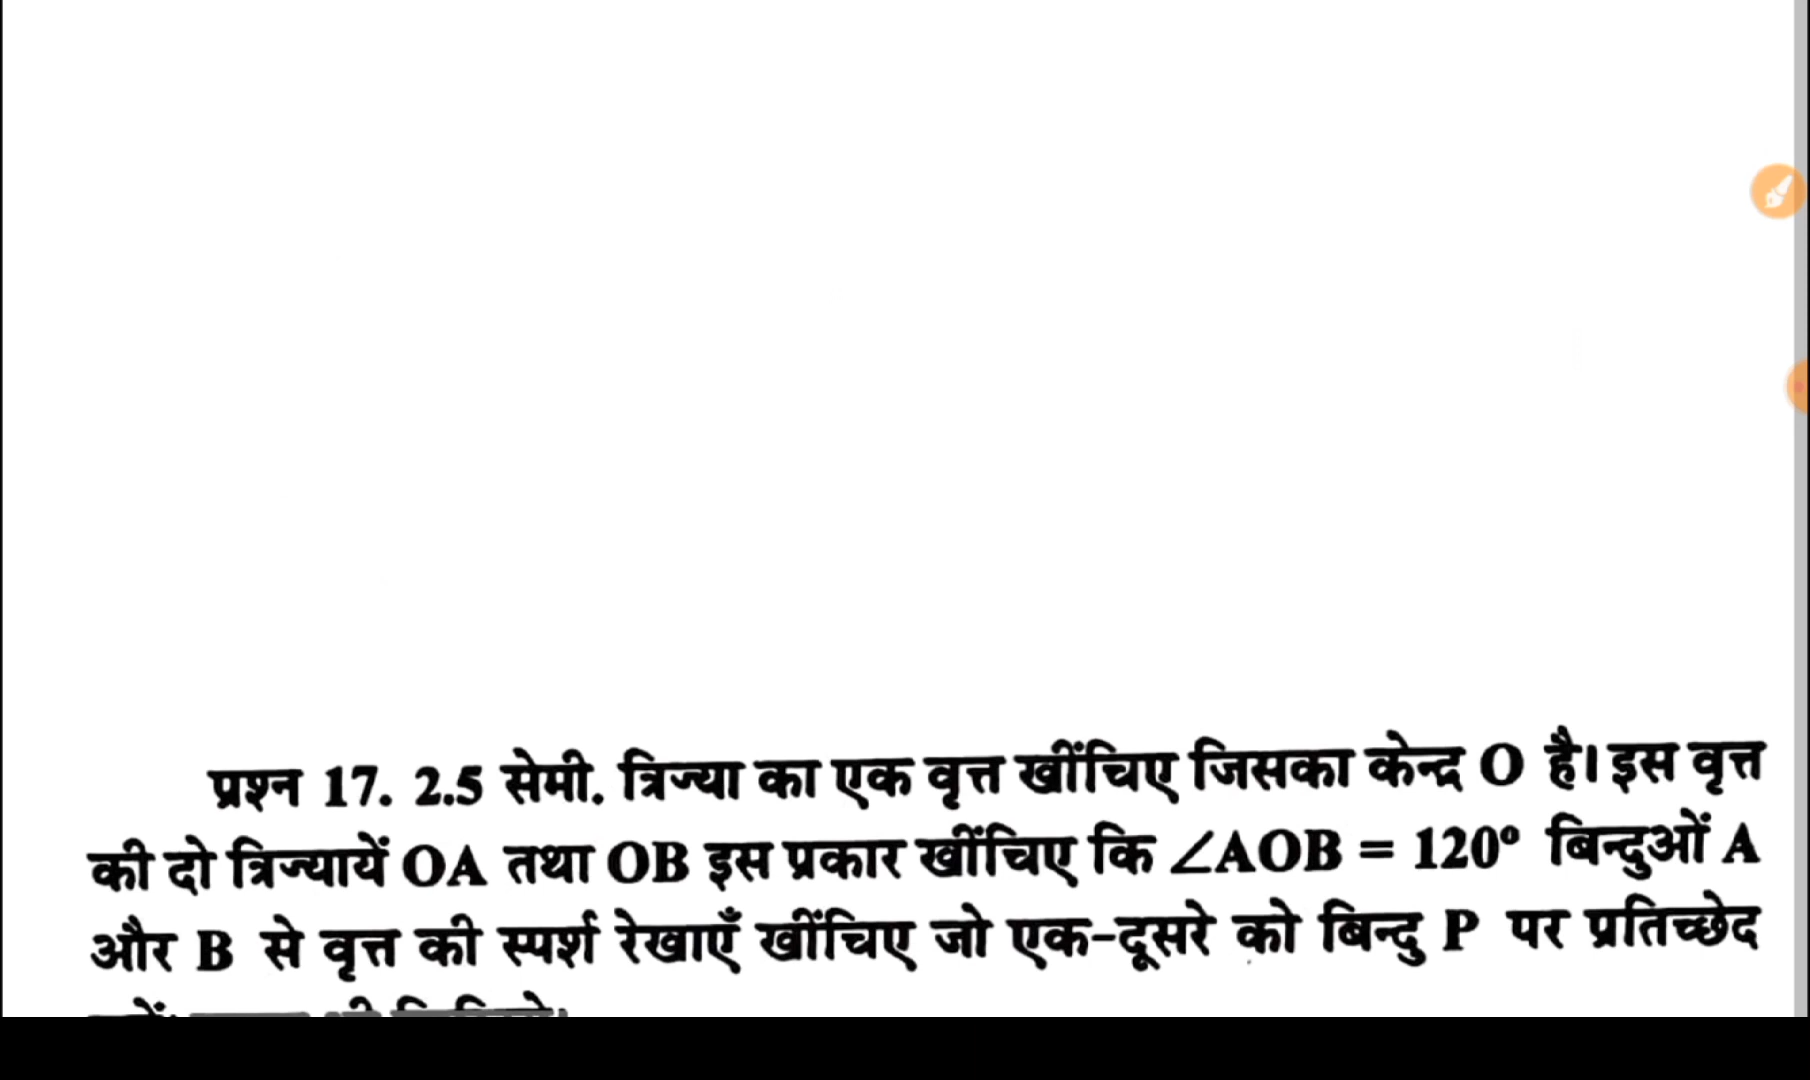 प्रश्न 17. 2.5 सेमी. त्रिज्या का एक वृत्त खींचिए जिसका केन्द्र O है। इस वृत्त
की दो त्रिज्यायें OA तथा OB इस प्रकार खींचिए कि ∠AOB = 120° बिन्दुओं A
और B से वृत्त की स्पर्श रेखाएँ खींचिए जो एक-दूसरे को बिन्दु P पर प्रतिच्छेद